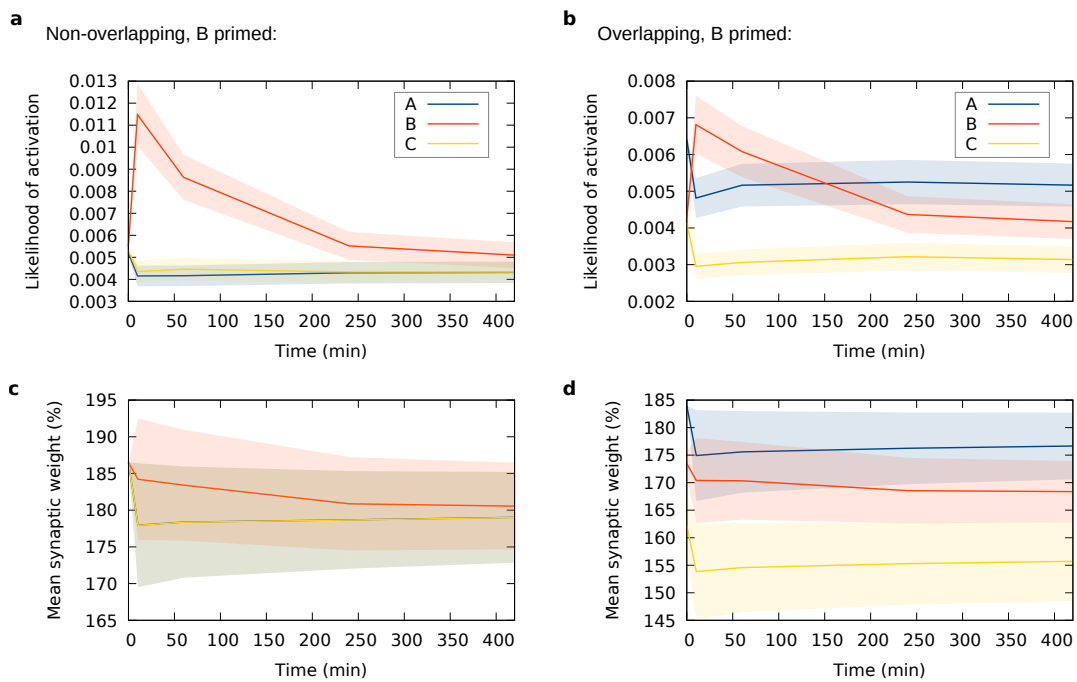 a
Non-overlapping, B primed:
Likelihood of activation
0.013
0.013
0.011
0.010
0.009
0.008
0.007
0.006
0.005
0.004
0.003
A
B
C
0 50 100 150 200 250 300 350 400
Time (min)
b
Overlapping, B primed:
Likelihood of activation
0.008
0.007
0.006
0.005
0.004
0.003
0.002
A
B
C
0 50 100 150 200 250 300 350 400
Time (min)
c
Mean synaptic weight (%)
195
190
185
180
175
170
165
0 50 100 150 200 250 300 350 400
Time (min)
d
Mean synaptic weight (%)
185
180
175
170
165
160
155
150
145
0 50 100 150 200 250 300 350 400
Time (min)